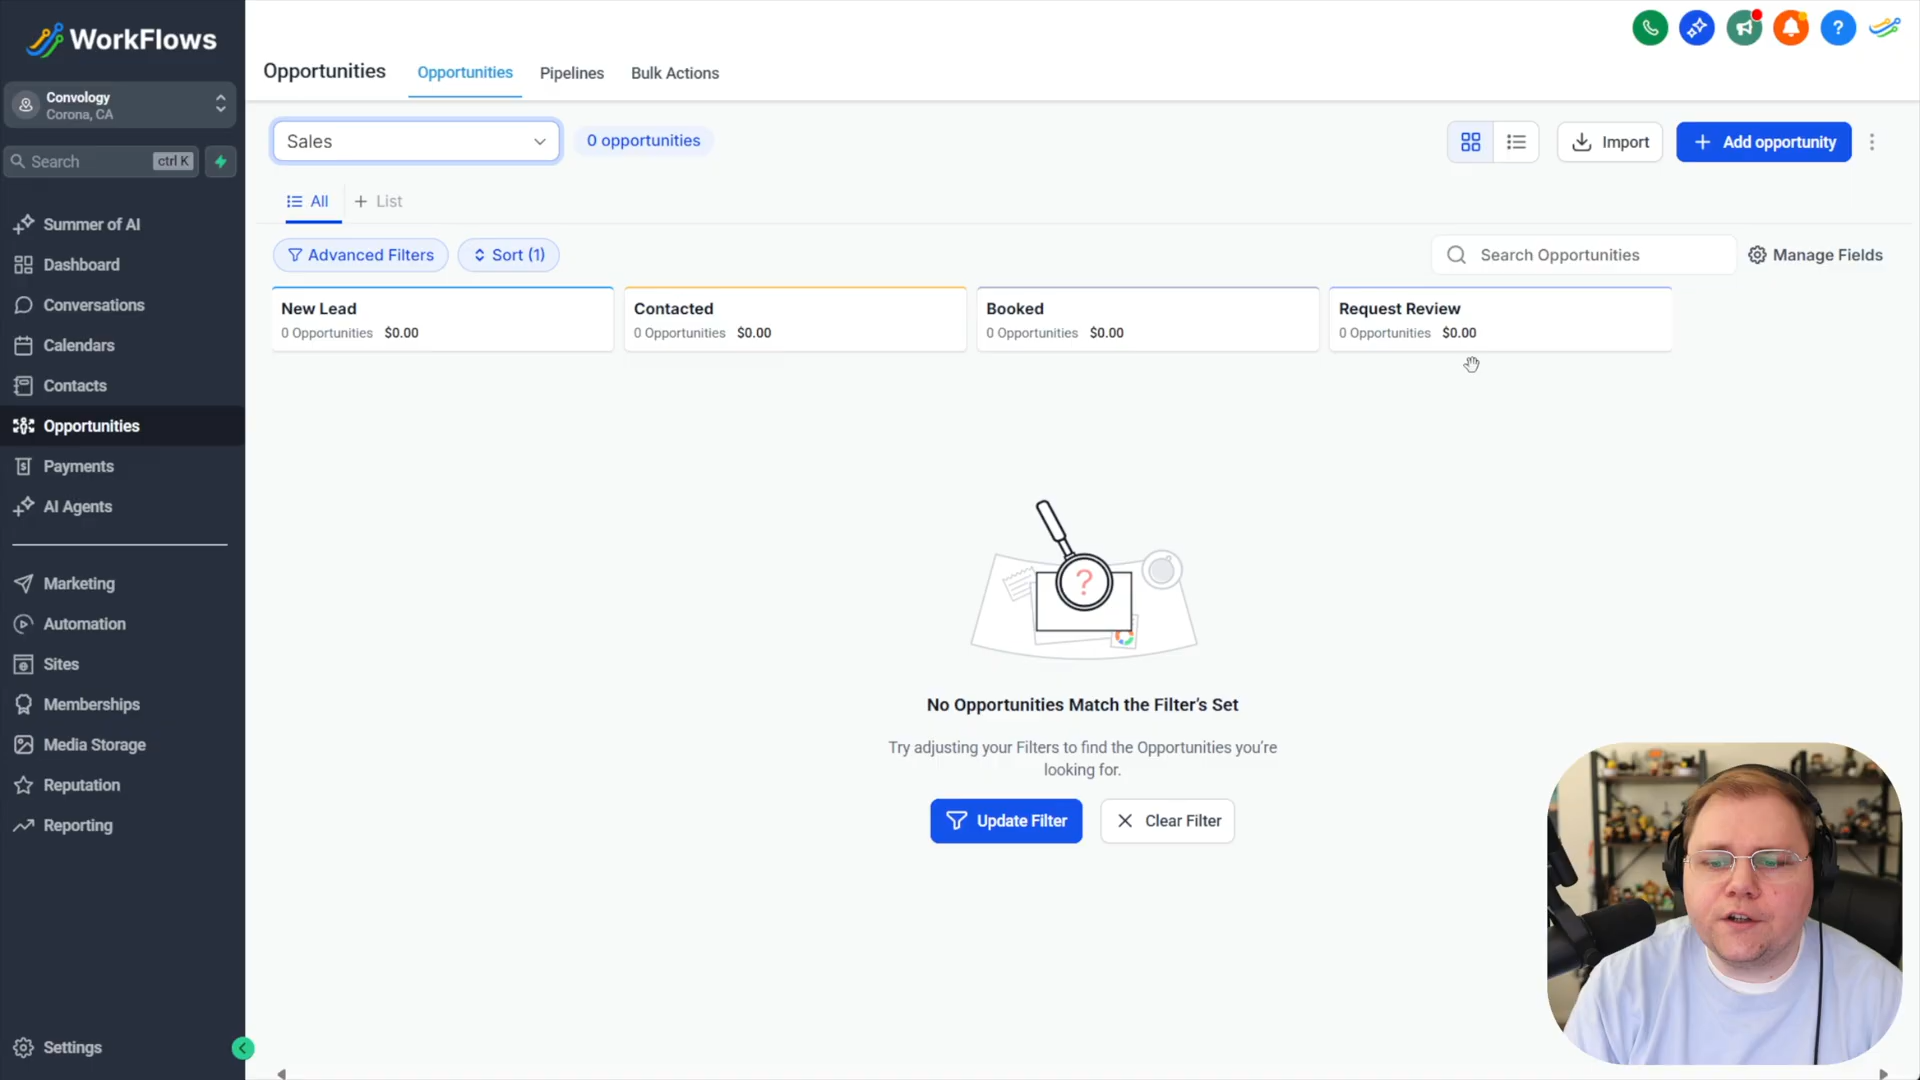 WorkFlows
Convology
Corona, CA
Search
ctrl K
Summer of AI
Dashboard
Conversations
Calendars
Contacts
Opportunities
Payments
AI Agents
Marketing
Automation
Sites
Memberships
Media Storage
Reputation
Reporting
Settings
Opportunities
Opportunities
Pipelines
Bulk Actions
?
Sales
0 opportunities
Import
+ Add opportunity
All
+ List
Advanced Filters
Sort (1)
Search Opportunities
Manage Fields
New Lead
0 Opportunities $0.00
Contacted
0 Opportunities $0.00
Booked
0 Opportunities $0.00
Request Review
0 Opportunities $0.00
?
No Opportunities Match the Filter's Set
Try adjusting your Filters to find the Opportunities you're
looking for.
Update Filter
Clear Filter